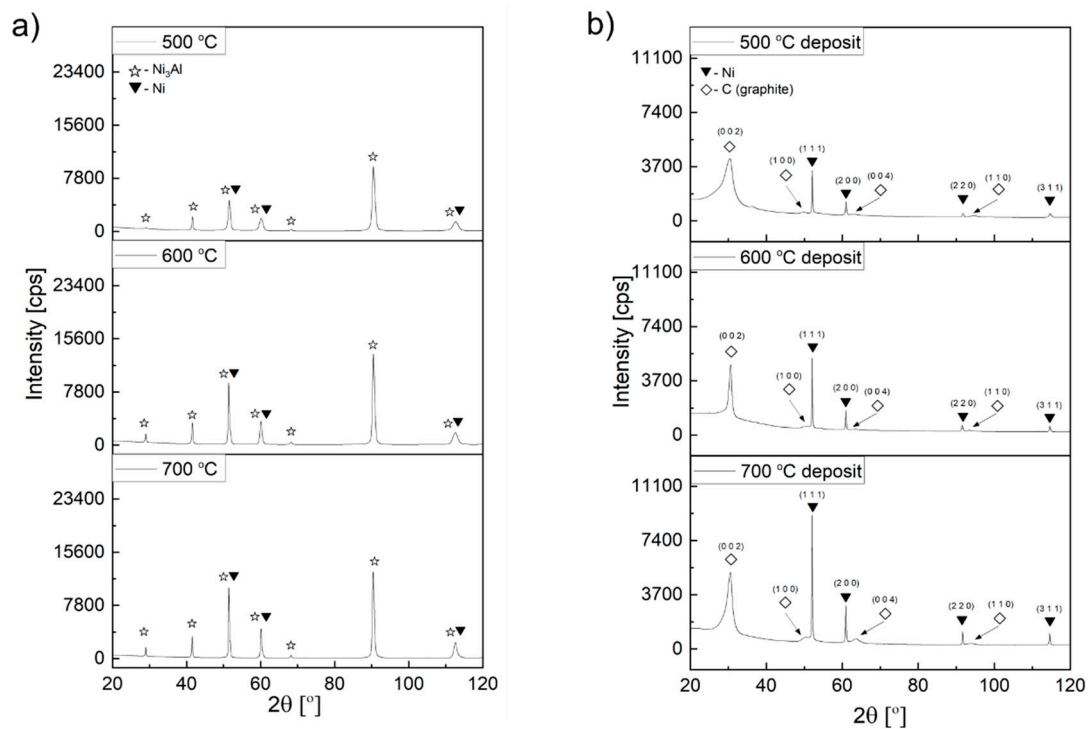 a)
500 °C
☆ - Ni₃Al
▼ - Ni
23400
15600
7800
0
600 °C
23400
15600
7800
0
700 °C
23400
15600
7800
0
Intensity [cps]
20 40 60 80 100 120
2θ [°]
b)
500 °C deposit
▼- Ni
◇- C (graphite)
11100
7400
3700
0
(0 0 2)
(1 0 0)
(1 1 1)
(2 0 0)
(0 0 4)
(2 2 0)
(1 1 0)
(3 1 1)
600 °C deposit
11100
7400
3700
0
(0 0 2)
(1 0 0)
(1 1 1)
(2 0 0)
(0 0 4)
(2 2 0)
(1 1 0)
(3 1 1)
700 °C deposit
11100
7400
3700
0
(0 0 2)
(1 0 0)
(1 1 1)
(2 0 0)
(0 0 4)
(2 2 0)
(1 1 0)
(3 1 1)
Intensity [cps]
20 40 60 80 100 120
2θ [°]